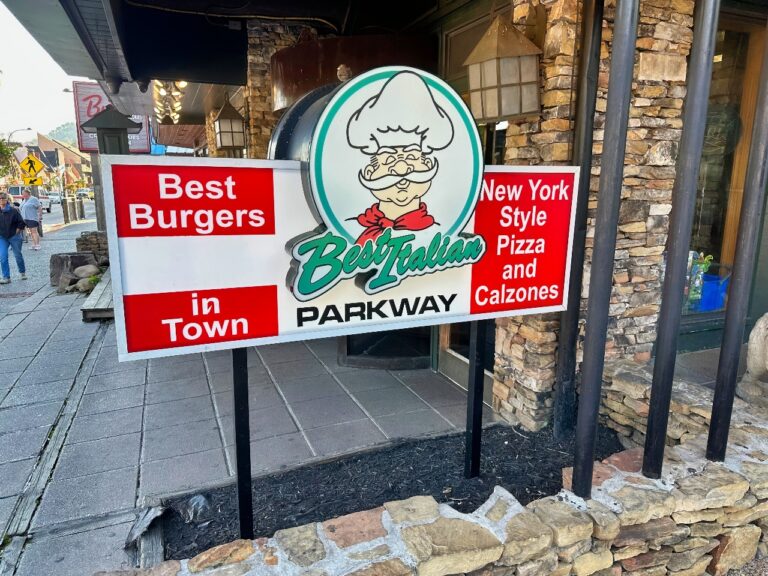 Best
Burgers
in
Town
Best Italian
PARKWAY
New York
Style
Pizza
and
Calzones